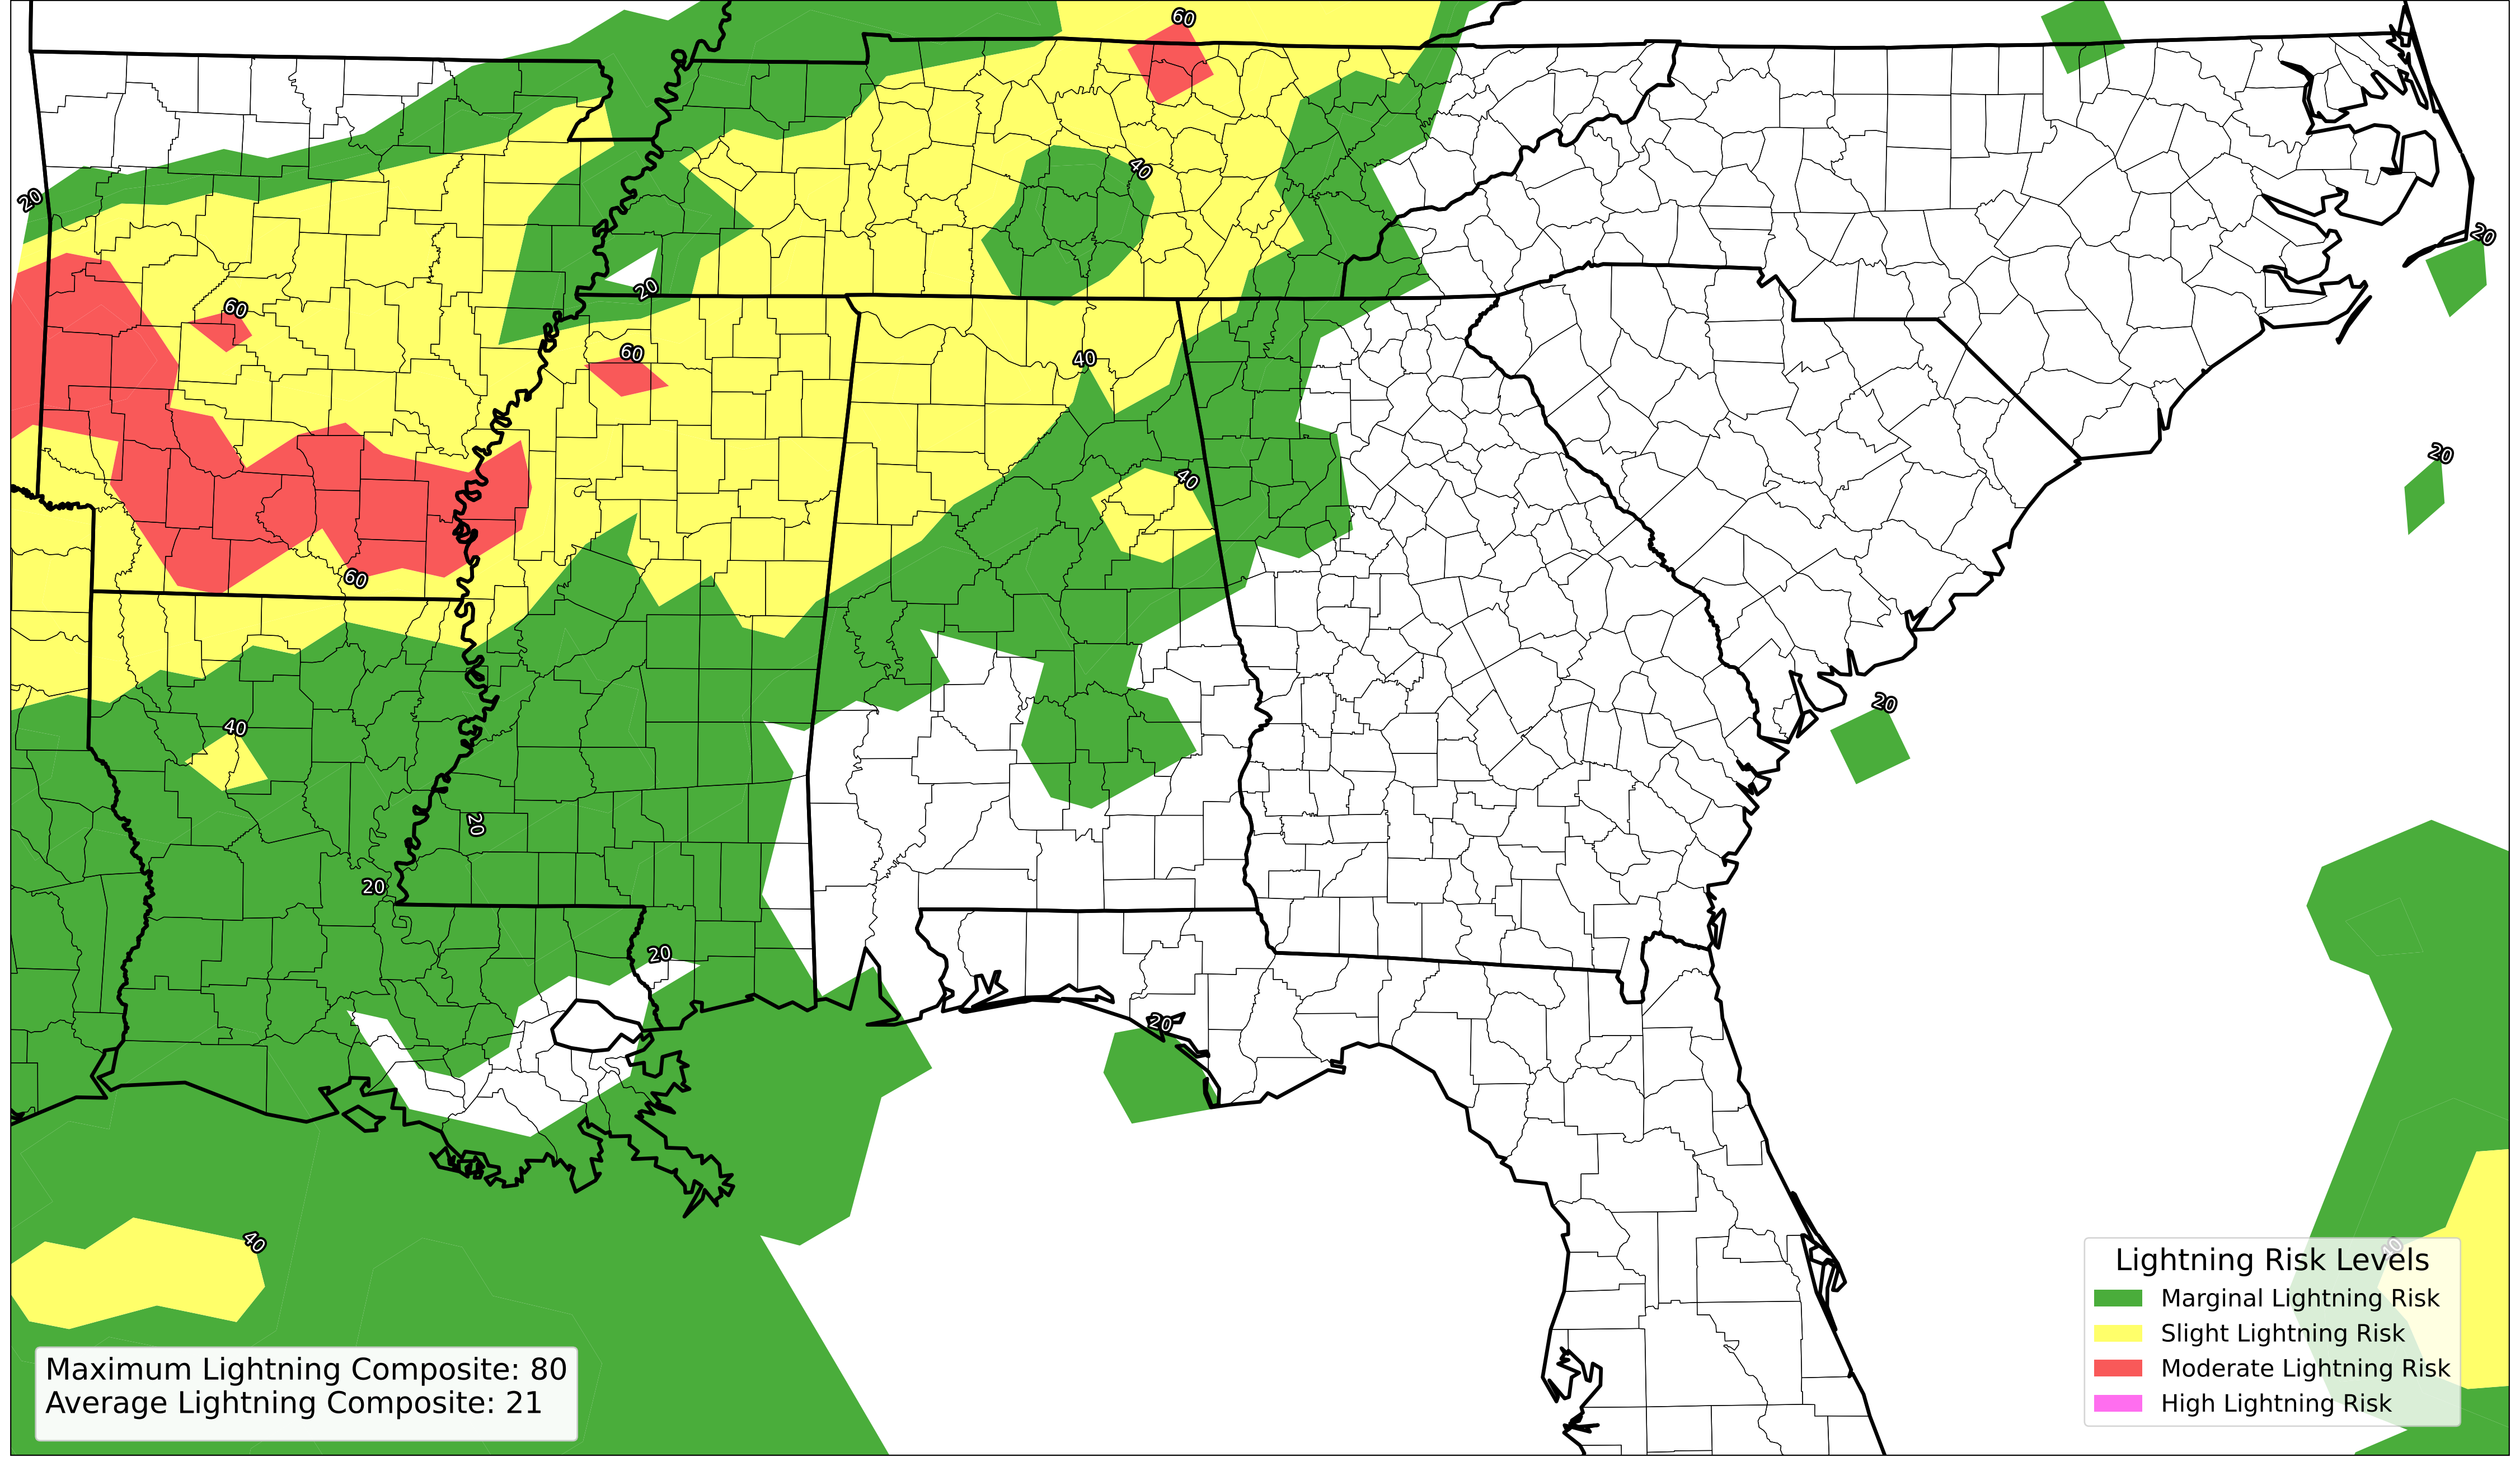 60
20
40
20
20
60
60
40
20
40
60
20
40
20
20
20
20
40
40
Lightning Risk Levels
Marginal Lightning Risk
Slight Lightning Risk
Moderate Lightning Risk
High Lightning Risk
Maximum Lightning Composite: 80
Average Lightning Composite: 21